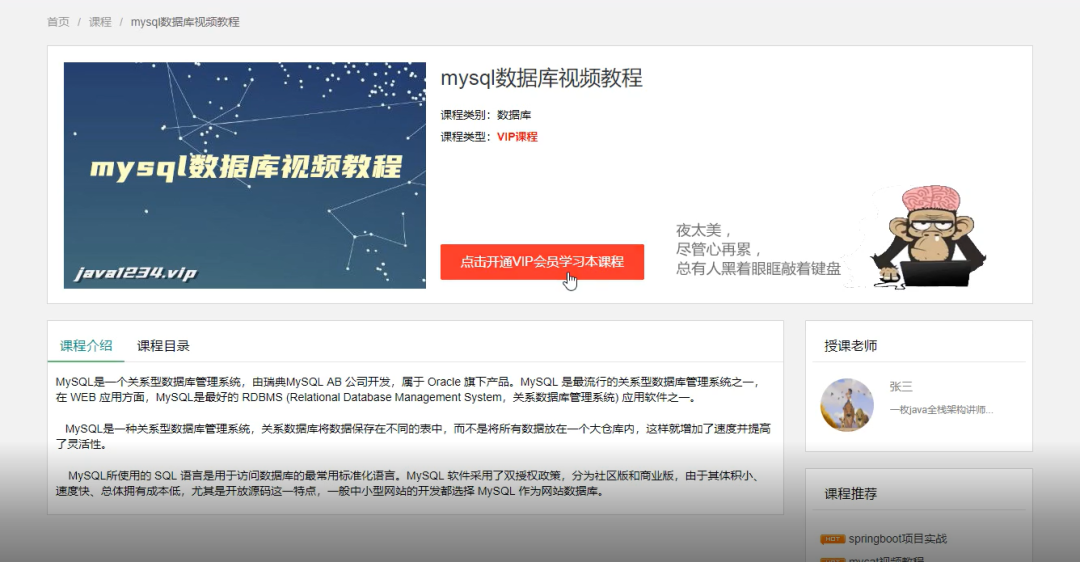 首页 / 课程 / mysql数据库视频教程
mysql数据库视频教程
java1234.vip
mysql数据库视频教程
课程类别：数据库
课程类型：VIP课程
点击开通VIP会员学习本课程
夜太美，
尽管心再累，
总有人黑着眼眶敲着键盘
课程介绍 课程目录
MySQL是一个关系型数据库管理系统，由瑞典MySQL AB 公司开发，属于 Oracle 旗下产品。MySQL 是最流行的关系型数据库管理系统之一，
在 WEB 应用方面，MySQL是最好的 RDBMS (Relational Database Management System，关系数据库管理系统) 应用软件之一。
MySQL是一种关系型数据库管理系统，关系数据库将数据保存在不同的表中，而不是将所有数据放在一个大仓库内，这样就增加了速度并提高
了灵活性。
MySQL所使用的 SQL 语言是用于访问数据库的最常用标准化语言。MySQL 软件采用了双授权政策，分为社区版和商业版，由于其体积小、
速度快、总体拥有成本低，尤其是开放源码这一特点，一般中小型网站的开发都选择 MySQL 作为网站数据库。
授课老师
张三
一枚java全栈架构讲师...
课程推荐
HOT springboot项目实战
mycat视频教程